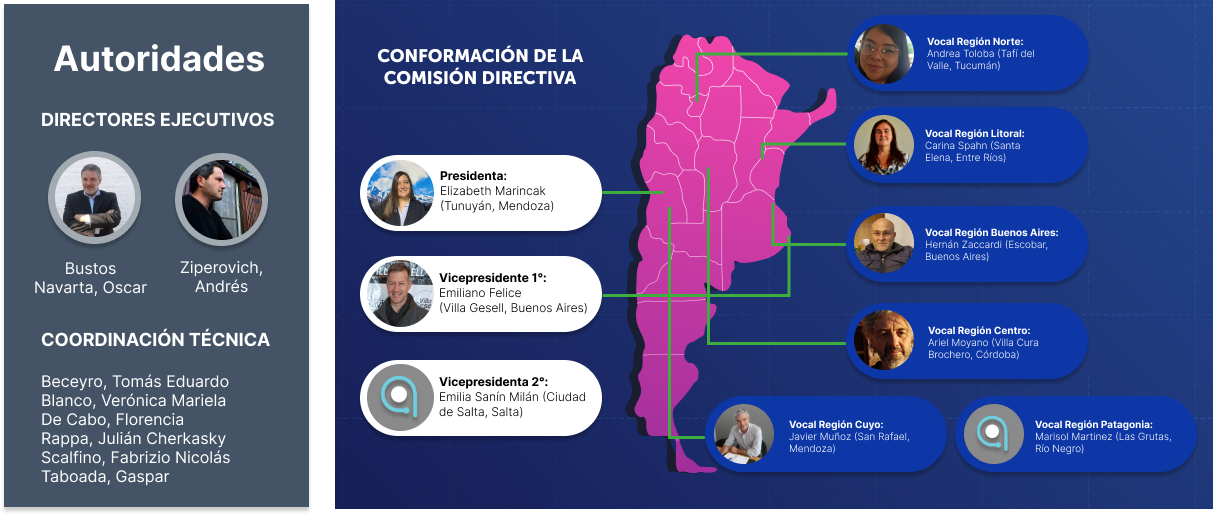 Autoridades
DIRECTORES EJECUTIVOS
Bustos
Navarta, Oscar
Ziperovich,
Andrés
COORDINACIÓN TÉCNICA
Beceyro, Tomás Eduardo
Blanco, Verónica Mariela
De Cabo, Florencia
Rappa, Julián Cherkasky
Scalfino, Fabrizio Nicolás
Taboada, Gaspar
CONFORMACIÓN DE LA
COMISIÓN DIRECTIVA
Presidenta:
Elizabeth Marincak
(Tunuyán, Mendoza)
Vicepresidente 1°:
Emiliano Felice
(Villa Gesell, Buenos Aires)
Vicepresidenta 2°:
Emilia Sanín Milán (Ciudad
de Salta, Salta)
Vocal Región Norte:
Andrea Toloba (Tafí del
Valle, Tucumán)
Vocal Región Litoral:
Carina Spahn (Santa
Elena, Entre Ríos)
Vocal Región Buenos Aires:
Hernán Zaccardi (Escobar,
Buenos Aires)
Vocal Región Centro:
Ariel Moyano (Villa Cura
Brochero, Córdoba)
Vocal Región Cuyo:
Javier Muñoz (San Rafael,
Mendoza)
Vocal Región Patagonia:
Marisol Martinez (Las Grutas,
Río Negro)